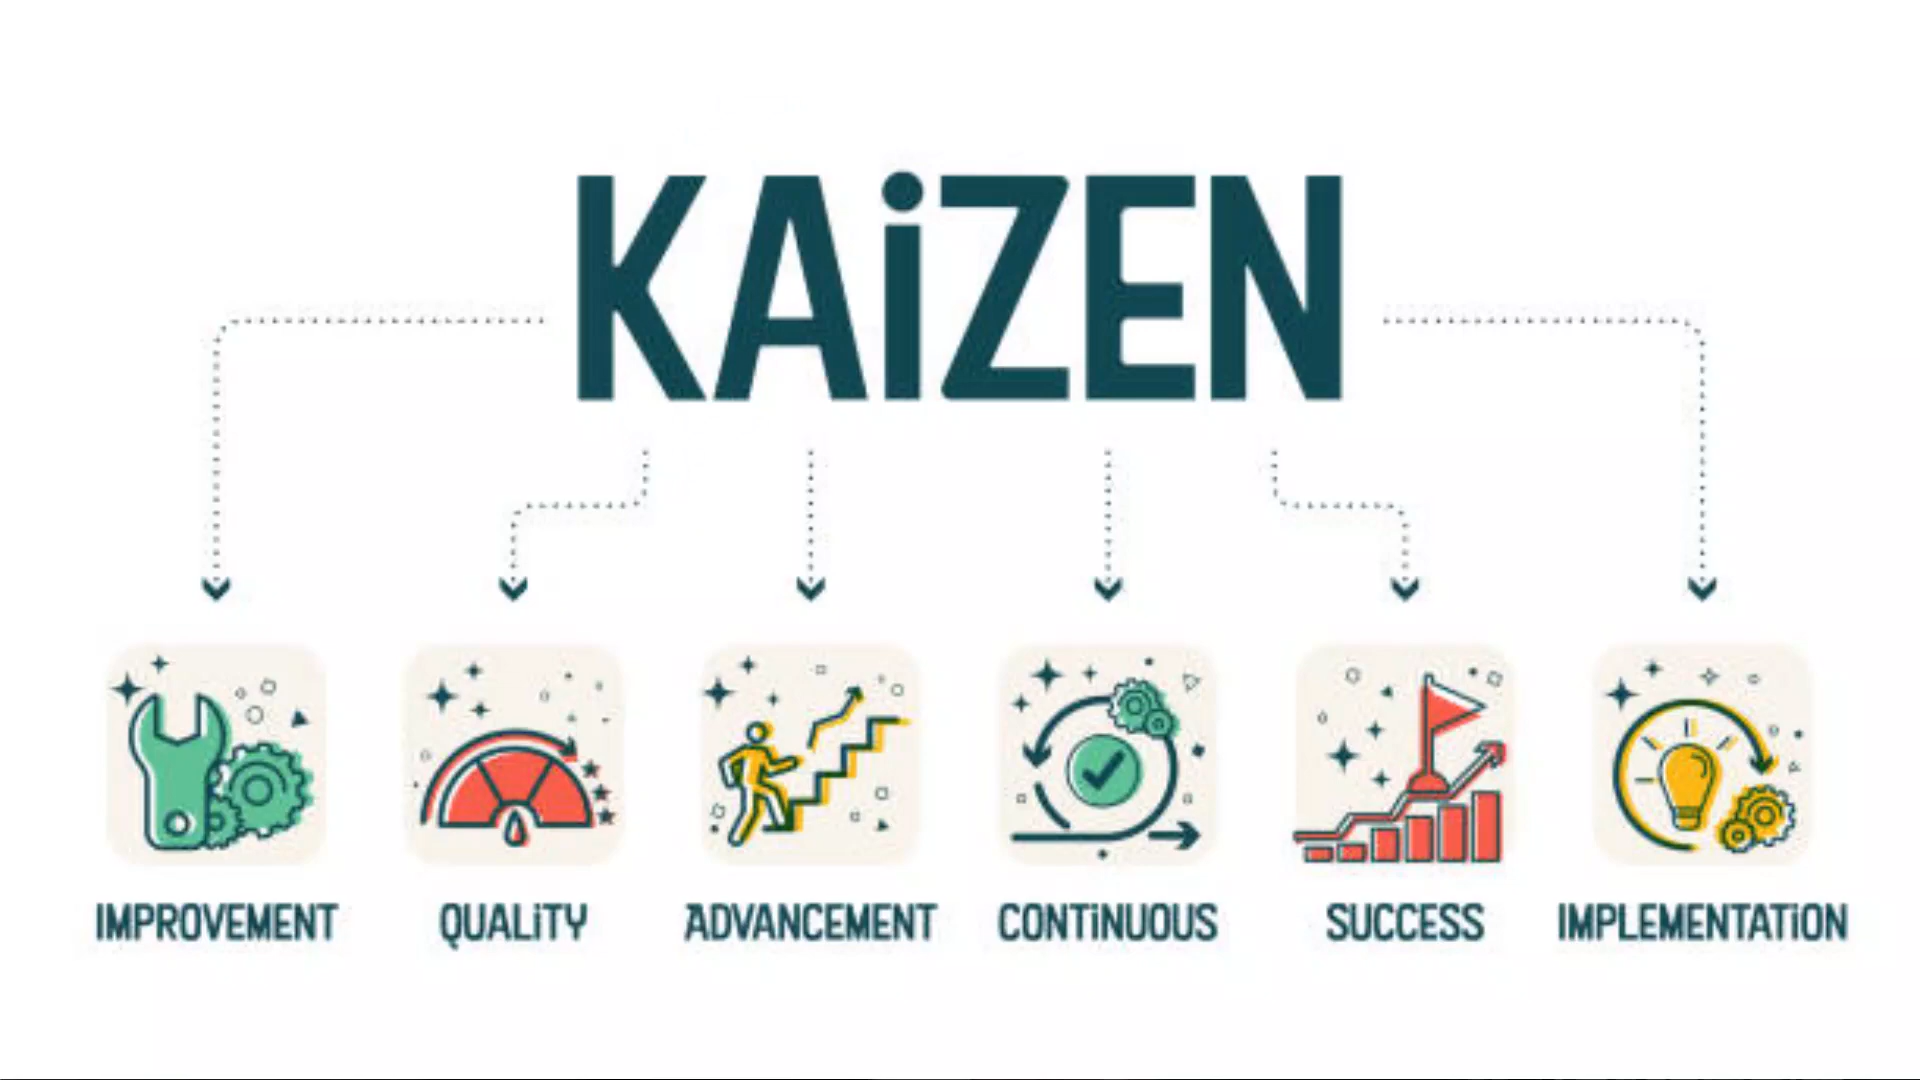 KAiZEN
IMPROVEMENT
QUALiTY
ADVANCEMENT
CONTiNUOUS
SUCCESS
IMPLEMENTATiON